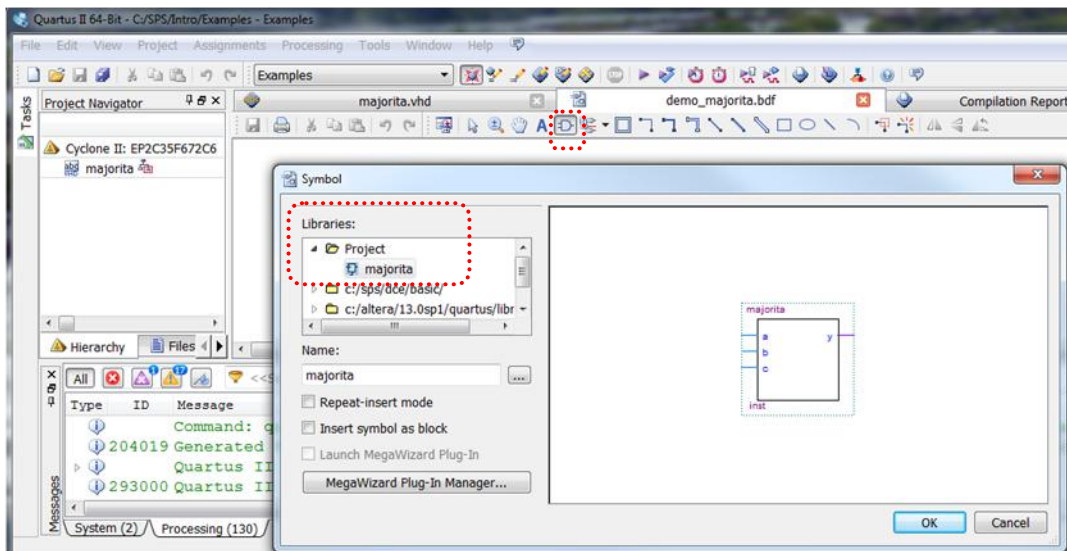 Quartus II 64-Bit - C:/SPS/Intro/Examples - Examples
File Edit View Project Assignments Processing Tools Window Help
Examples
Tasks
Project Navigator
majorita.vhd
demo_majorita.bdf
Compilation Report
A
Cyclone II: EP2C35F672C6
abd majorita
Symbol
Libraries:
Project
majorita
c:/sps/dce/basic/
c:/altera/13.0sp1/quartus/libr
Hierarchy
Files
Name:
majorita
...
Repeat-insert mode
Insert symbol as block
Launch MegaWizard Plug-In
MegaWizard Plug-In Manager...
majorita
a y
b
c
inst
OK
Cancel
All
<<S
Type ID Message
Command: q
204019 Generated
Quartus II
293000 Quartus II
Messages
System (2)
Processing (130)